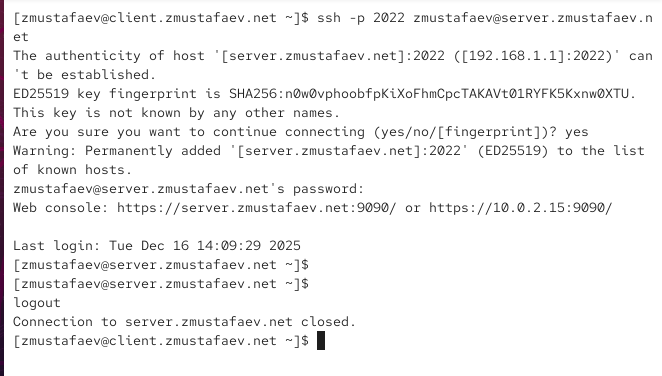 [zmustafaev@client.zmustafaev.net ~]$ ssh -p 2022 zmustafaev@server.zmustafaev.n
et
The authenticity of host '[server.zmustafaev.net]:2022 ([192.168.1.1]:2022)' can
't be established.
ED25519 key fingerprint is SHA256:n0w0vphoobfpKiXoFhmCpcTAKAVt01RYFK5Kxnw0XTU.
This key is not known by any other names.
Are you sure you want to continue connecting (yes/no/[fingerprint])? yes
Warning: Permanently added '[server.zmustafaev.net]:2022' (ED25519) to the list
of known hosts.
zmustafaev@server.zmustafaev.net's password:
Web console: https://server.zmustafaev.net:9090/ or https://10.0.2.15:9090/
Last login: Tue Dec 16 14:09:29 2025
[zmustafaev@server.zmustafaev.net ~]$
[zmustafaev@server.zmustafaev.net ~]$
logout
Connection to server.zmustafaev.net closed.
[zmustafaev@client.zmustafaev.net ~]$